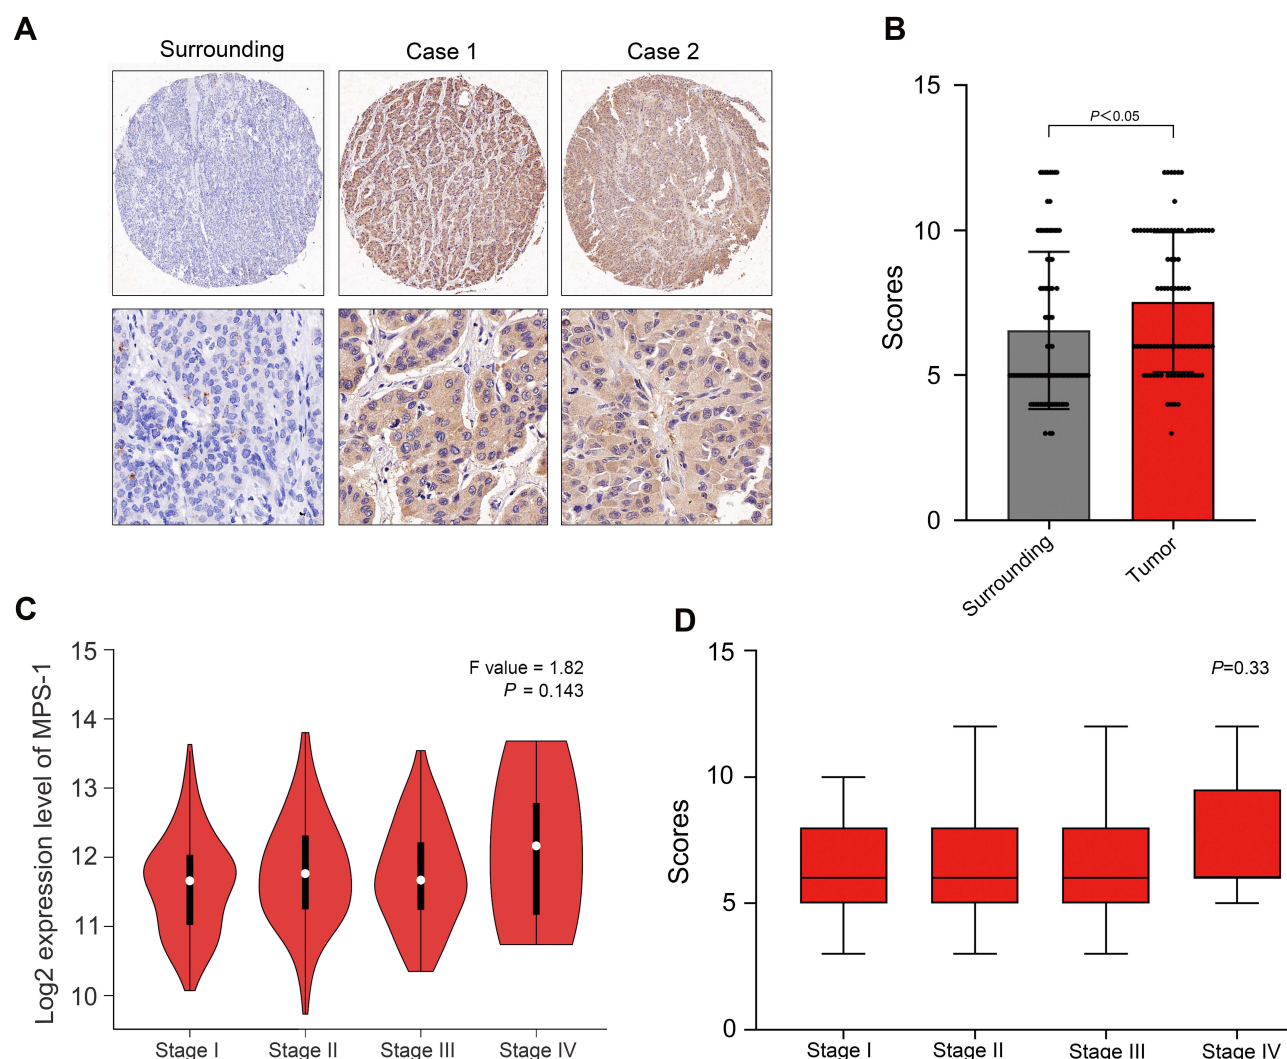 A
Surrounding
Case 1
Case 2
B
15
10
5
0
Scores
P<0.05
Surrounding
Tumor
C
15
14
13
12
11
10
Log2 expression level of MPS-1
F value = 1.82
P = 0.143
Stage I
Stage II
Stage III
Stage IV
D
15
10
5
0
Scores
P=0.33
Stage I
Stage II
Stage III
Stage IV